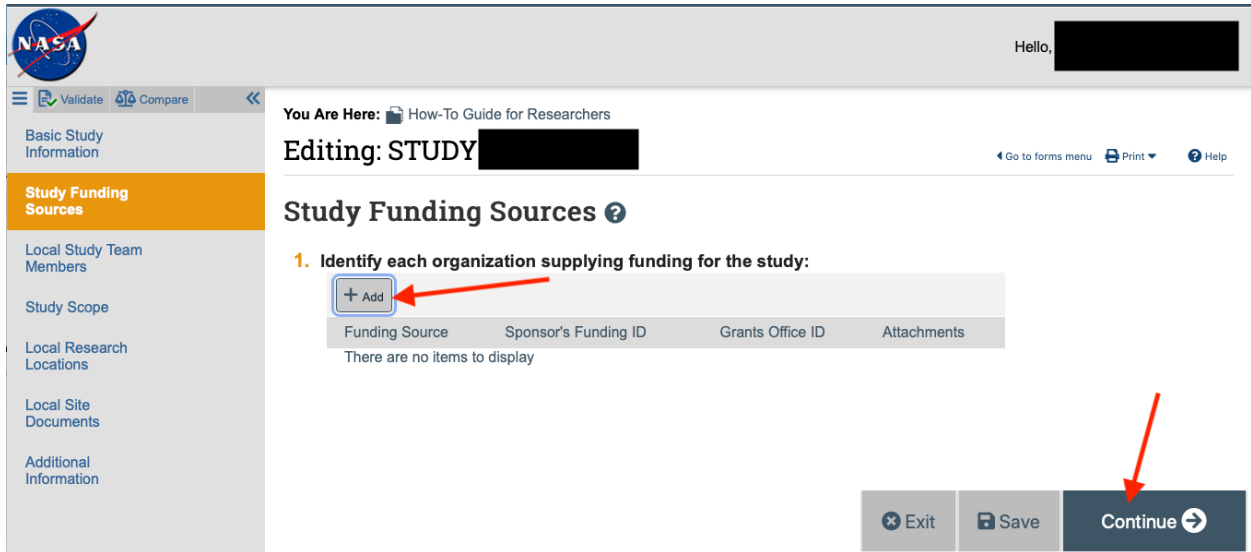 NASA
Hello,
Validate Compare
You Are Here: How-To Guide for Researchers
Editing: STUDY
Go to forms menu Print Help
Basic Study
Information
Study Funding
Sources
Local Study Team
Members
Study Scope
Local Research
Locations
Local Site
Documents
Additional
Information
Study Funding Sources ?
1. Identify each organization supplying funding for the study:
+ Add
Funding Source Sponsor's Funding ID Grants Office ID Attachments
There are no items to display
Exit Save Continue